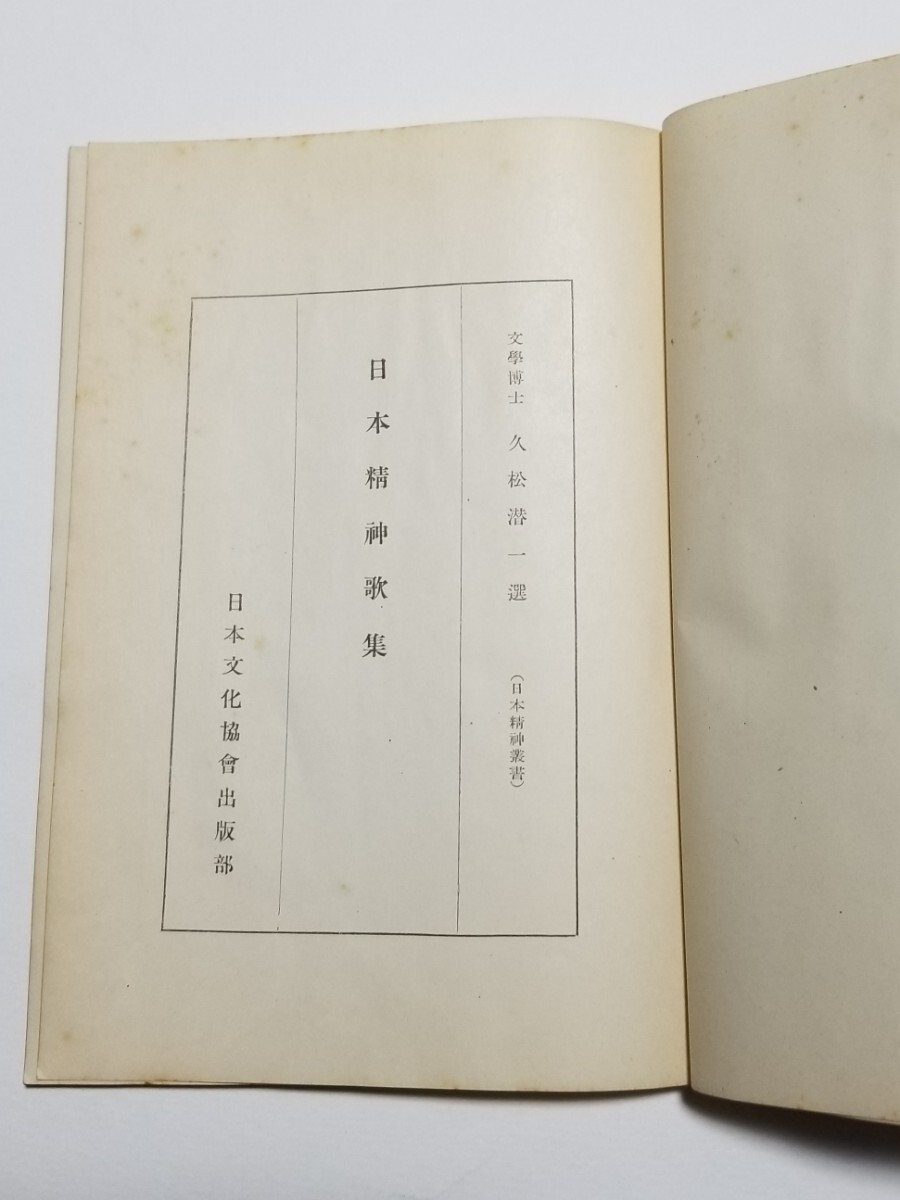 文學博士 久松潜一選 （日本精神叢書）
日本精神歌集
日本文化協會出版部